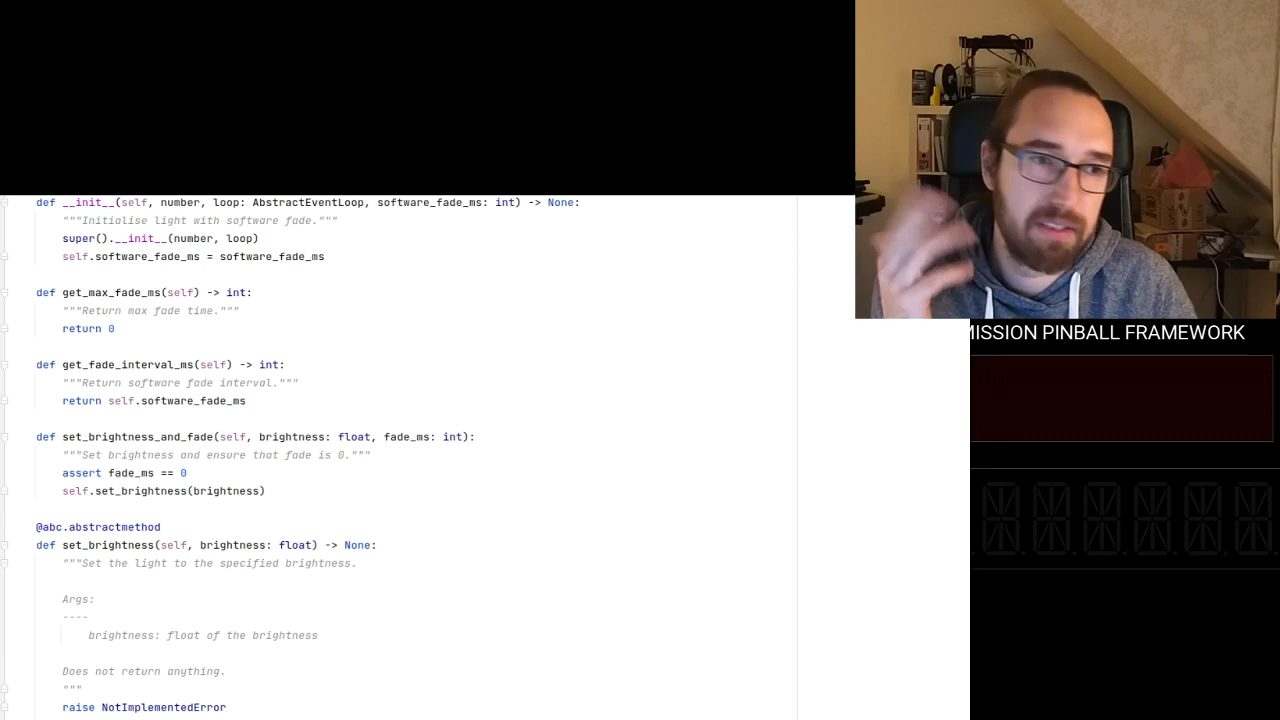 def __init__(self, number, loop: AbstractEventLoop, software_fade_ms: int) -> None:
"""Initialise light with software fade."""
super().__init__(number, loop)
self.software_fade_ms = software_fade_ms
def get_max_fade_ms(self) -> int:
"""Return max fade time."""
return 0
def get_fade_interval_ms(self) -> int:
"""Return software fade interval."""
return self.software_fade_ms
def set_brightness_and_fade(self, brightness: float, fade_ms: int):
"""Set brightness and ensure that fade is 0."""
assert fade_ms == 0
self.set_brightness(brightness)
@abc.abstractmethod
def set_brightness(self, brightness: float) -> None:
"""Set the light to the specified brightness.
Args:
----
brightness: float of the brightness
Does not return anything.
"""
raise NotImplementedError
MISSION PINBALL FRAMEWORK